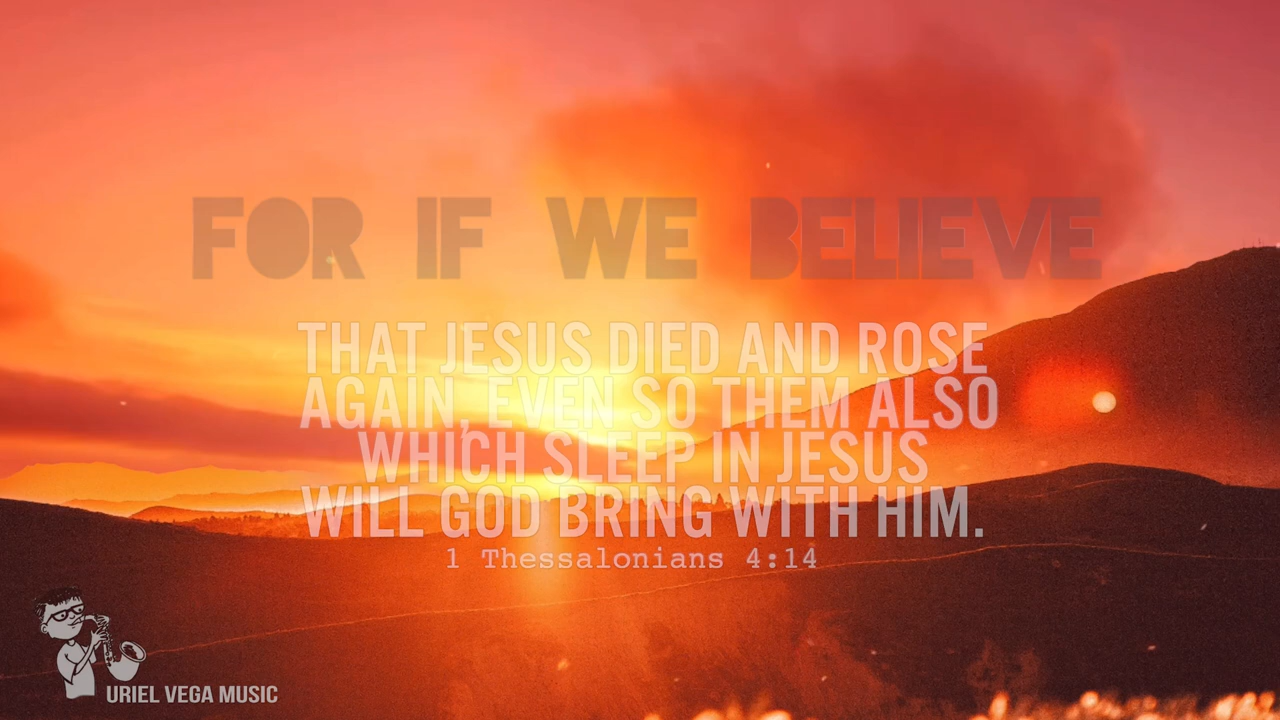 FOR IF WE BELIEVE
THAT JESUS DIED AND ROSE
AGAIN, EVEN SO THEM ALSO
WHICH SLEEP IN JESUS
WILL GOD BRING WITH HIM.
1 Thessalonians 4:14
URIEL VEGA MUSIC